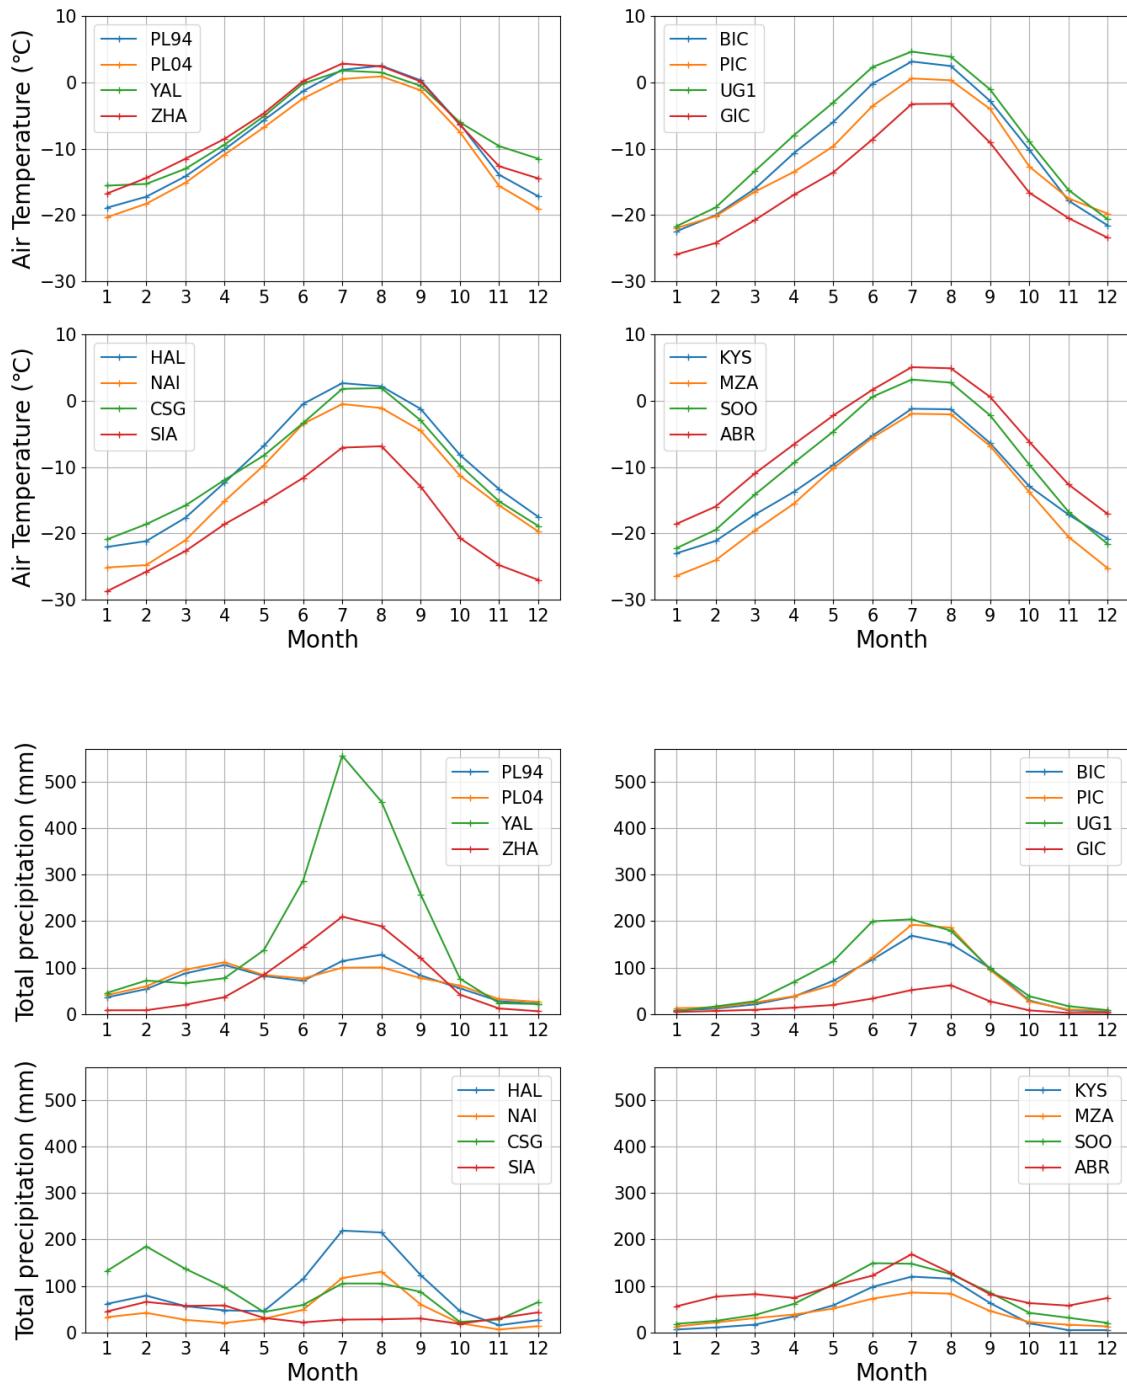 Air Temperature (℃)
10
0
−10
−20
−30
PL94
PL04
YAL
ZHA
1 2 3 4 5 6 7 8 9 10 11 12
10
0
−10
−20
−30
BIC
PIC
UG1
GIC
1 2 3 4 5 6 7 8 9 10 11 12
Air Temperature (℃)
10
0
−10
−20
−30
HAL
NAI
CSG
SIA
1 2 3 4 5 6 7 8 9 10 11 12
Month
10
0
−10
−20
−30
KYS
MZA
SOO
ABR
1 2 3 4 5 6 7 8 9 10 11 12
Month
Total precipitation (mm)
500
400
300
200
100
0
PL94
PL04
YAL
ZHA
1 2 3 4 5 6 7 8 9 10 11 12
500
400
300
200
100
0
BIC
PIC
UG1
GIC
1 2 3 4 5 6 7 8 9 10 11 12
Total precipitation (mm)
500
400
300
200
100
0
HAL
NAI
CSG
SIA
1 2 3 4 5 6 7 8 9 10 11 12
Month
500
400
300
200
100
0
KYS
MZA
SOO
ABR
1 2 3 4 5 6 7 8 9 10 11 12
Month